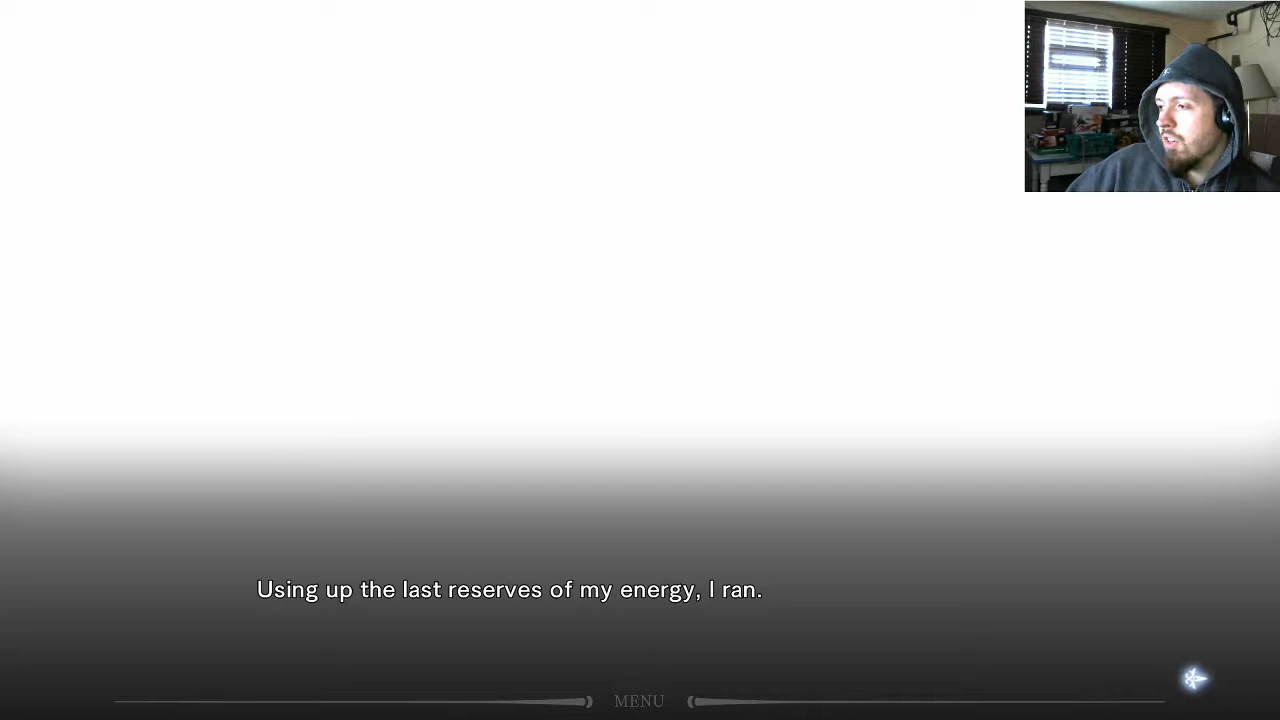 Using up the last reserves of my energy, I ran.
MENU